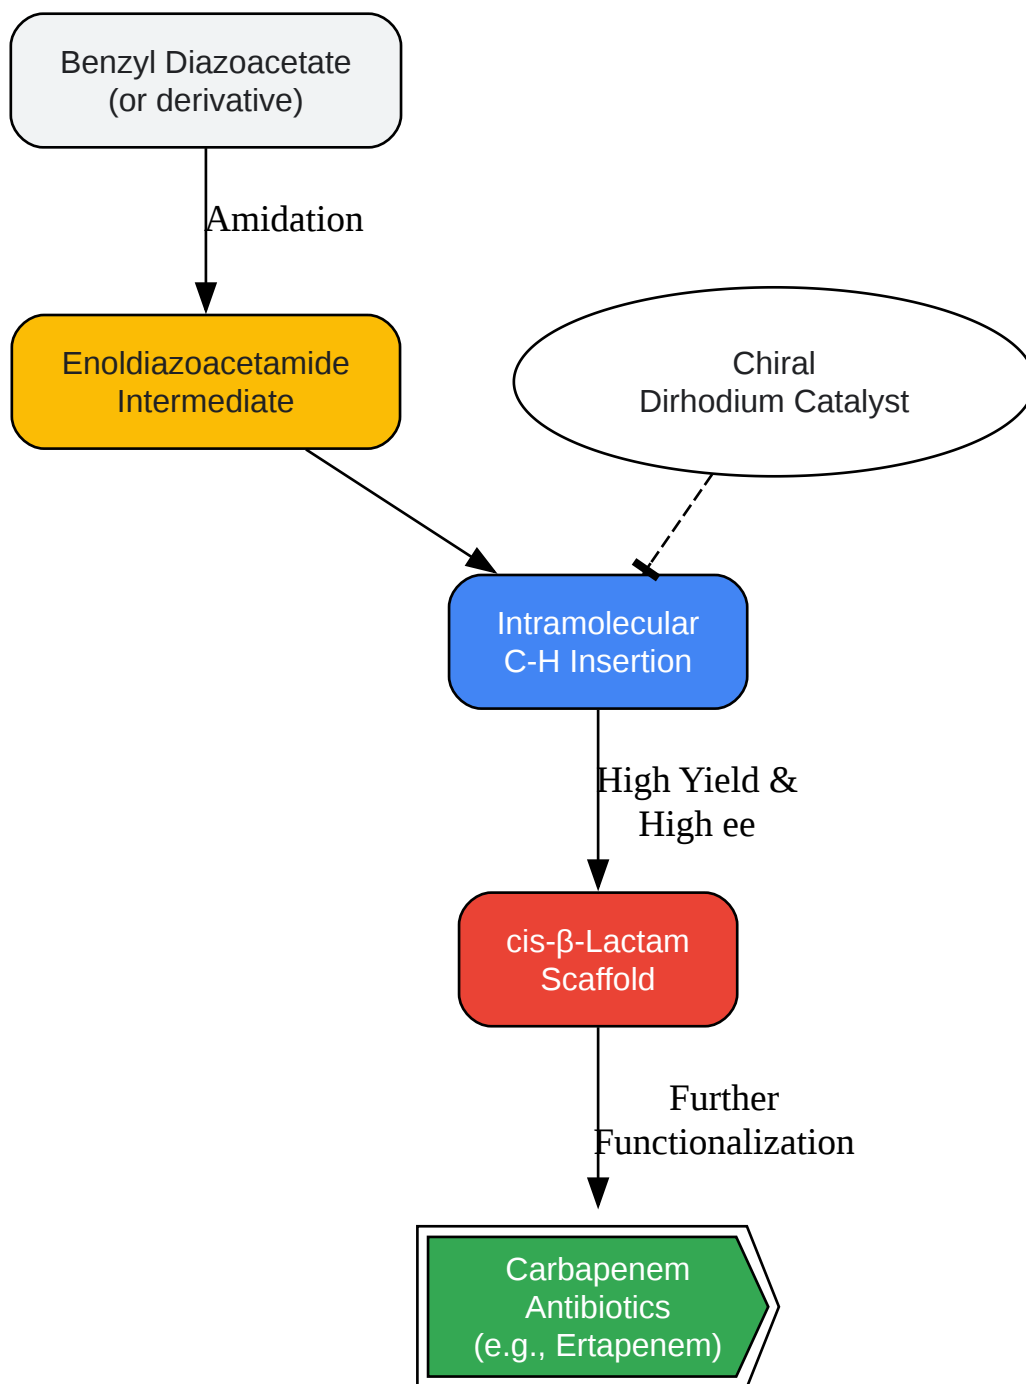 Benzyl Diazoacetate
(or derivative)
Amidation
Enoldiazoacetamide
Intermediate
Chiral
Dirhodium Catalyst
Intramolecular
C-H Insertion
High Yield &
High ee
cis-β-Lactam
Scaffold
Further
Functionalization
Carbapenem
Antibiotics
(e.g., Ertapenem)